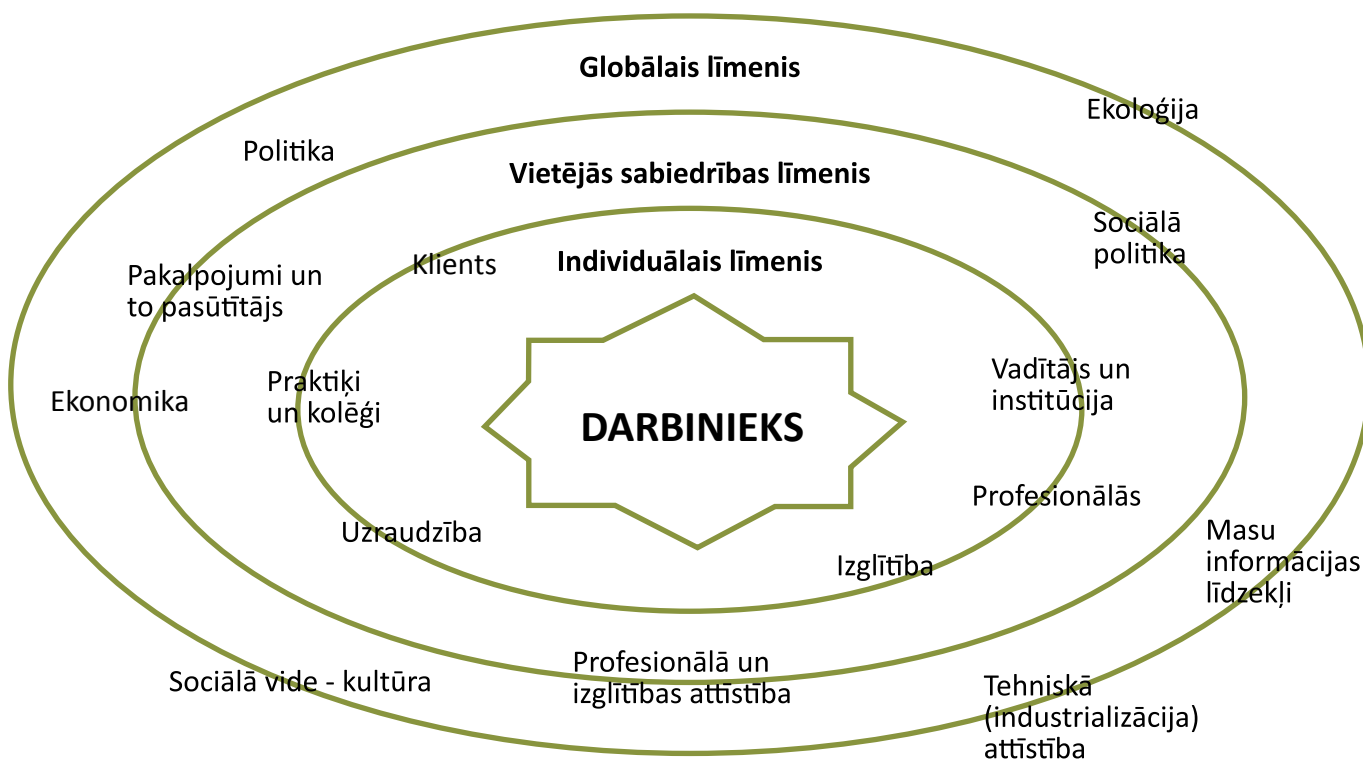 Globālais līmenis
Ekoloģija
Politika
Vietējās sabiedrības līmenis
Sociālā
politika
Klients
Individuālais līmenis
Pakalpojumi un
to pasūtītājs
Praktiķi
un kolēģi
Vadītājs un
institūcija
Ekonomika
DARBINIEKS
Profesionālās
Uzraudzība
Masu
informācijas
līdzekļi
Izglītība
Profesionālā un
izglītības attīstība
Sociālā vide - kultūra
Tehniskā
(industrializācija)
attīstība